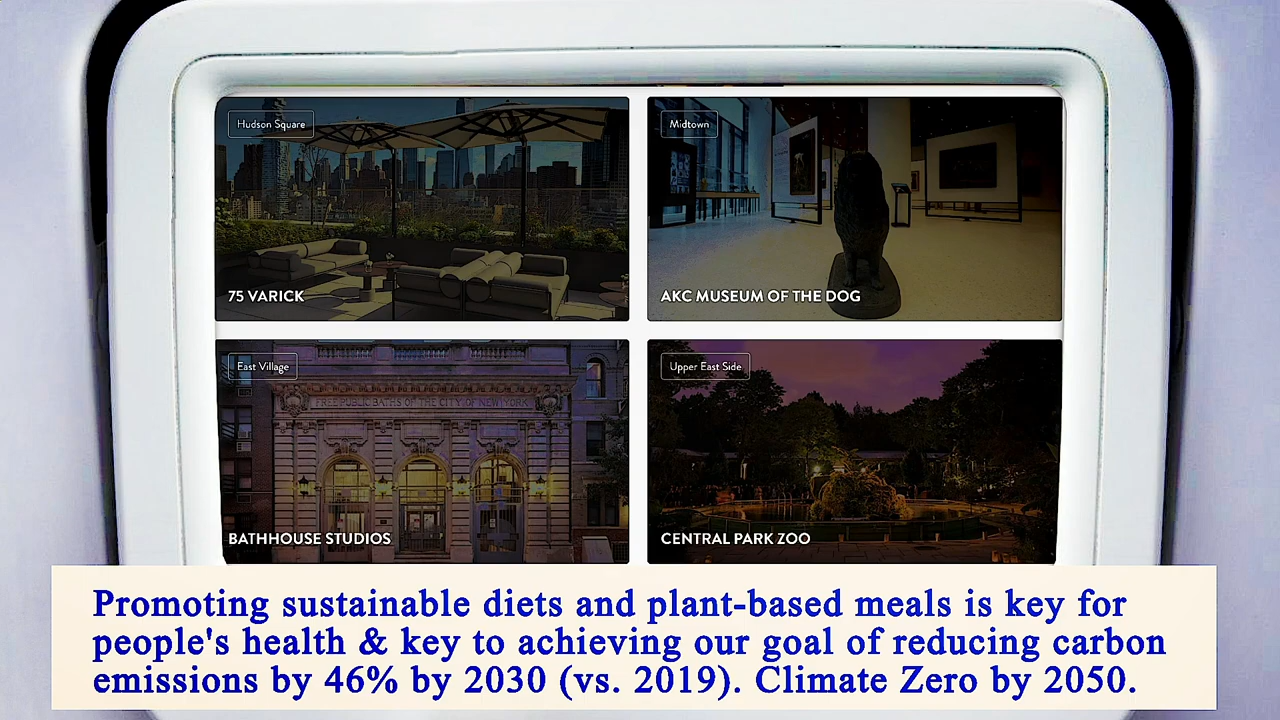 Hudson Square
75 VARICK
Midtown
AKC MUSEUM OF THE DOG
East Village
FREE PUBLIC BATHS OF THE CITY OF NEW YORK
BATHHOUSE STUDIOS
Upper East Side
CENTRAL PARK ZOO
Promoting sustainable diets and plant-based meals is key for
people's health & key to achieving our goal of reducing carbon
emissions by 46% by 2030 (vs. 2019). Climate Zero by 2050.